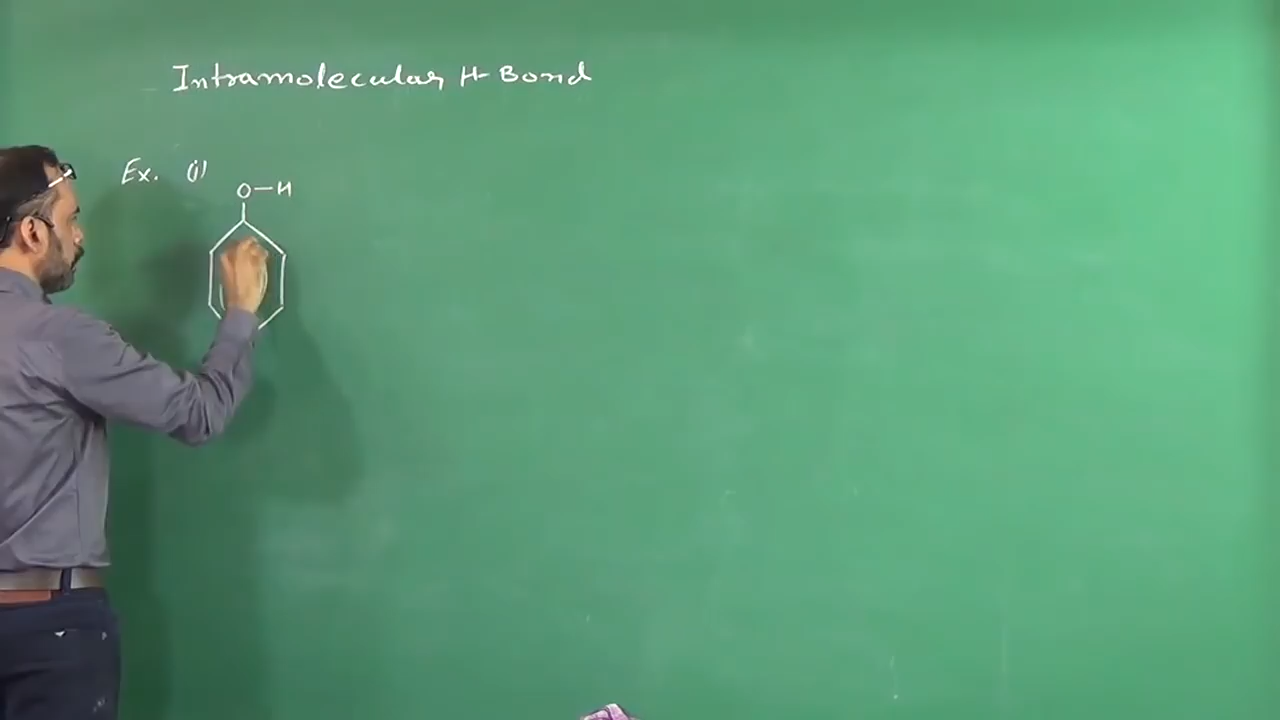 Intramolecular H-Bond
Ex. (i)
O-H